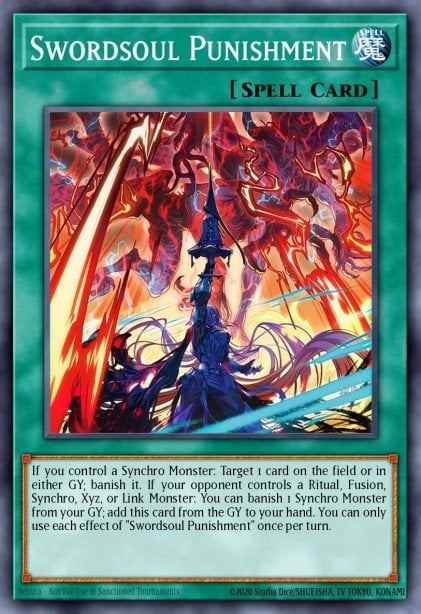 SWORDSOUL PUNISHMENT
SPELL
魔
[SPELL CARD]
If you control a Synchro Monster: Target 1 card on the field or in
either GY; banish it. If your opponent controls a Ritual, Fusion,
Synchro, Xyz, or Link Monster: You can banish 1 Synchro Monster
from your GY; add this card from the GY to your hand. You can only
use each effect of "Swordsoul Punishment" once per turn.
Replica - Not For Use in Sanctioned Tournaments
©2020 Studio Dice/SHUEISHA, TV TOKYO, KONAMI